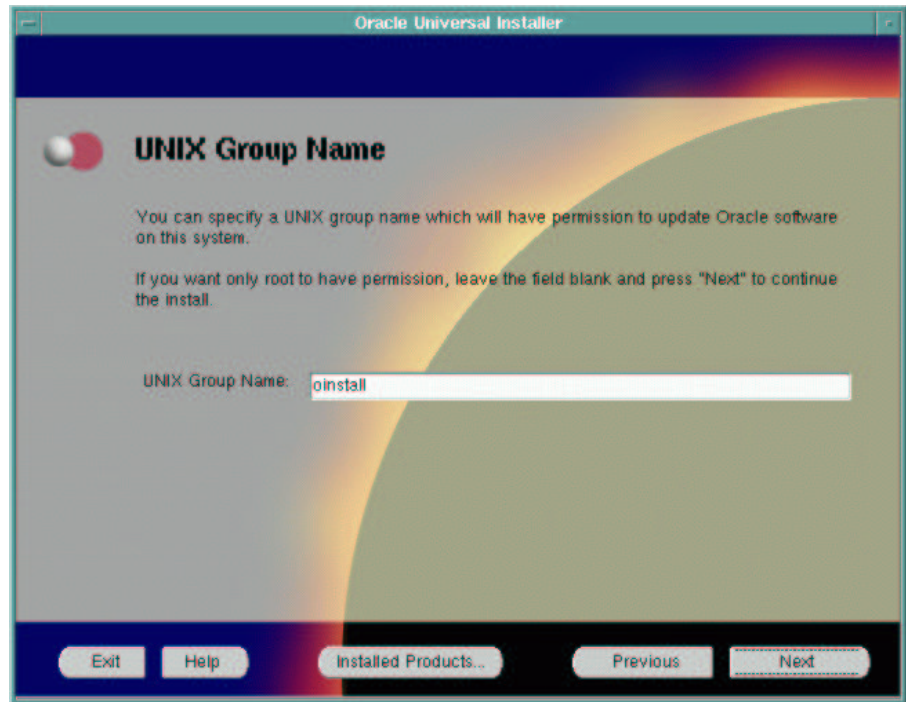 Oracle Universal Installer
UNIX Group Name
You can specify a UNIX group name which will have permission to update Oracle software
on this system.
If you want only root to have permission, leave the field blank and press "Next" to continue
the install.
UNIX Group Name: oinstall
Exit Help Installed Products... Previous Next